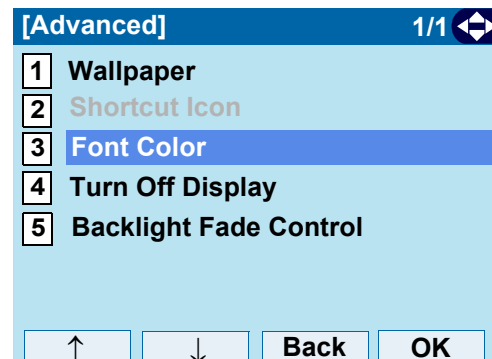 [Advanced] 1/1
1 Wallpaper
2 Shortcut Icon
3 Font Color
4 Turn Off Display
5 Backlight Fade Control
↑ ↓ Back OK